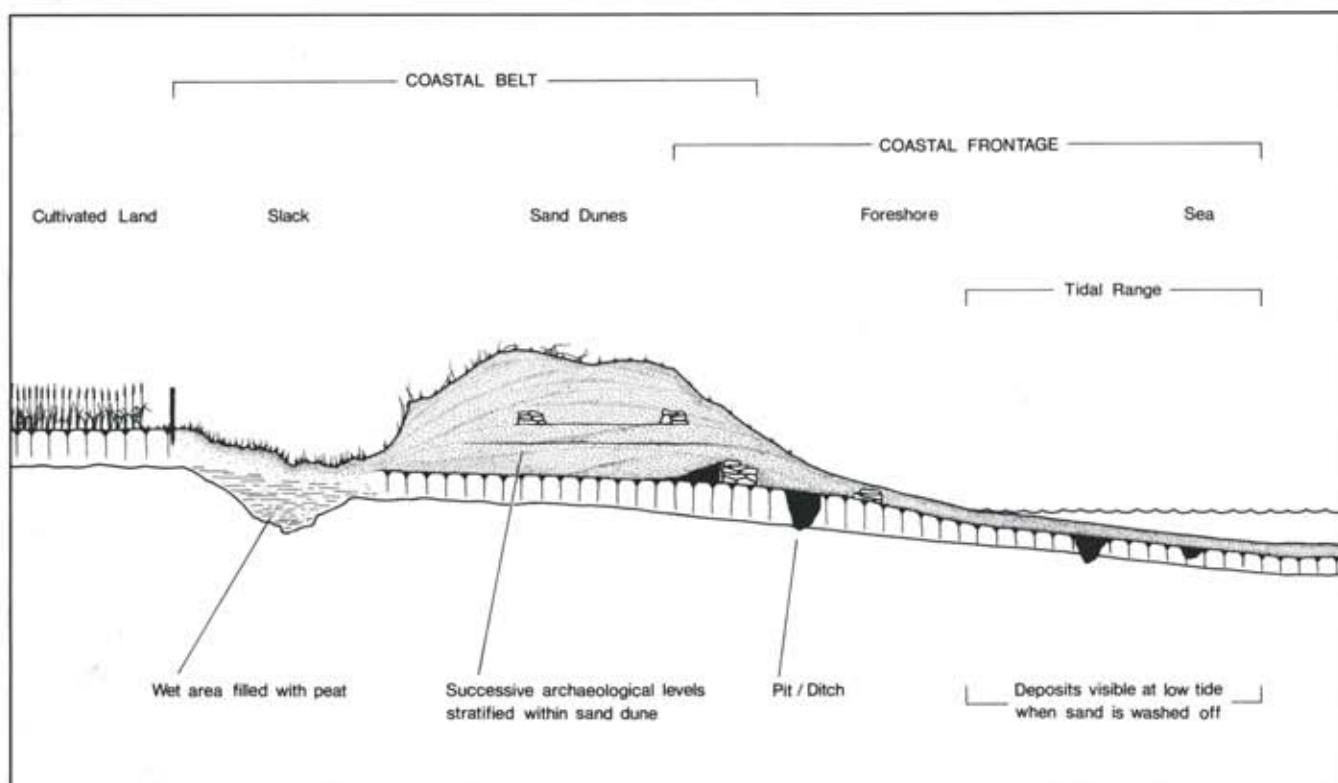 COASTAL BELT
COASTAL FRONTAGE
Cultivated Land
Slack
Sand Dunes
Foreshore
Sea
Tidal Range
Wet area filled with peat
Successive archaeological levels
stratified within sand dune
Pit / Ditch
Deposits visible at low tide
when sand is washed off